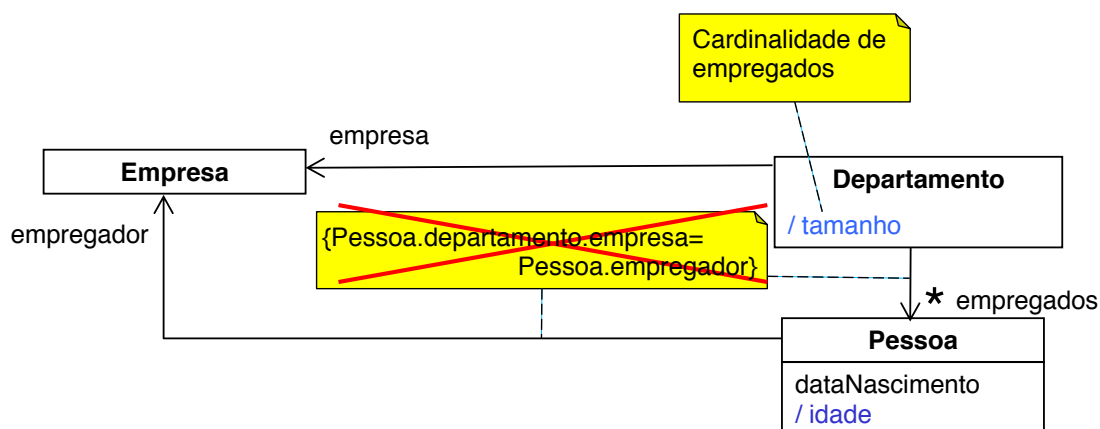 Cardinalidade de
empregados
empresa
Empresa
Departamento
/ tamanho
empregador
{Pessoa.departamento.empresa=
Pessoa.empregador}
* empregados
Pessoa
dataNascimento
/ idade